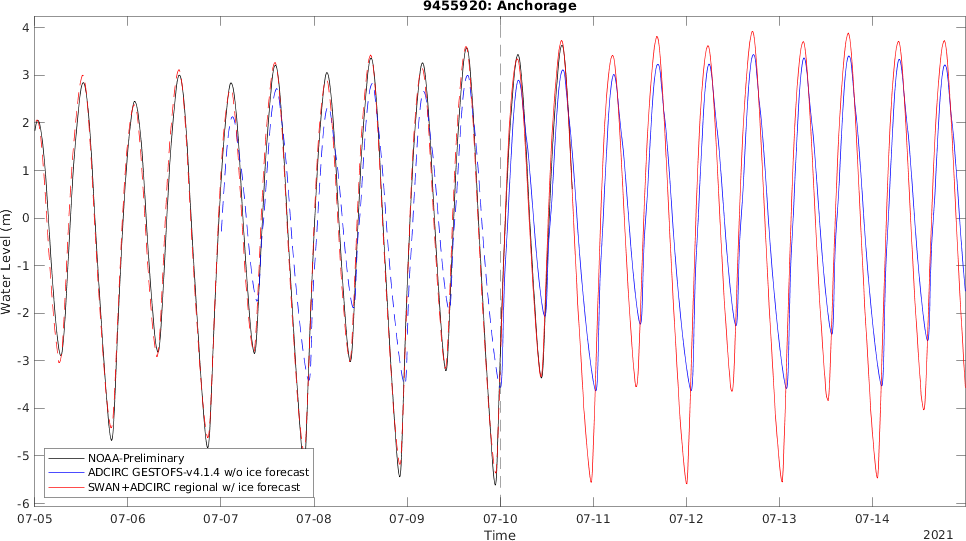 9455920: Anchorage
Water Level (m)
4
3
2
1
0
-1
-2
-3
-4
-5
-6
NOAA-Preliminary
ADCIRC GESTOFS-v4.1.4 w/o ice forecast
SWAN+ADCIRC regional w/ ice forecast
07-05 07-06 07-07 07-08 07-09 07-10 07-11 07-12 07-13 07-14
Time
2021